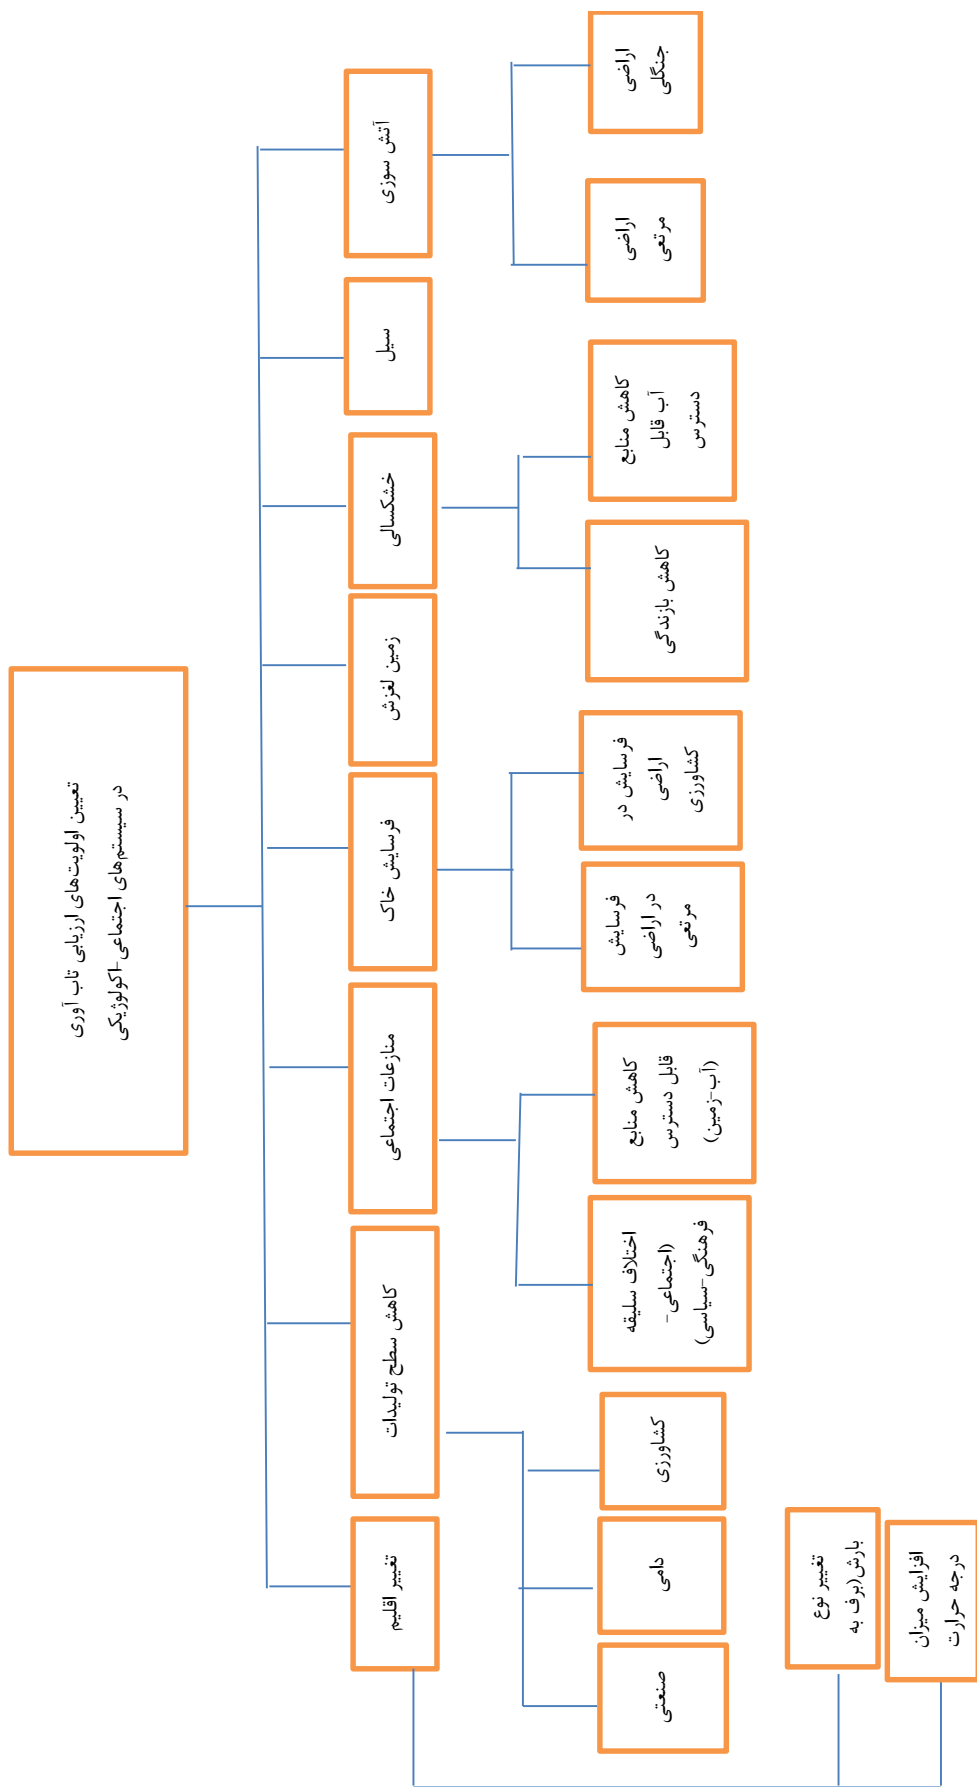 تعیین اولویت‌های ارزیابی تاب آوری
در سیستم‌های اجتماعی-اکولوژیکی
آتش سوزی
سیل
خشکسالی
زمین لغزش
فرسایش خاک
منازعات اجتماعی
کاهش سطح تولیدات
تغییر اقلیم
اراضی
جنگلی
اراضی
مرتعی
کاهش منابع
آب قابل
دسترس
کاهش بازندگی
فرسایش در
اراضی
کشاورزی
فرسایش
در اراضی
مرتعی
کاهش منابع
قابل دسترس
(آب-زمین)
اختلاف سلیقه
(اجتماعی-
فرهنگی-سیاسی)
کشاورزی
دامی
صنعتی
تغییر نوع
بارش(برف به
افزایش میزان
درجه حرارت